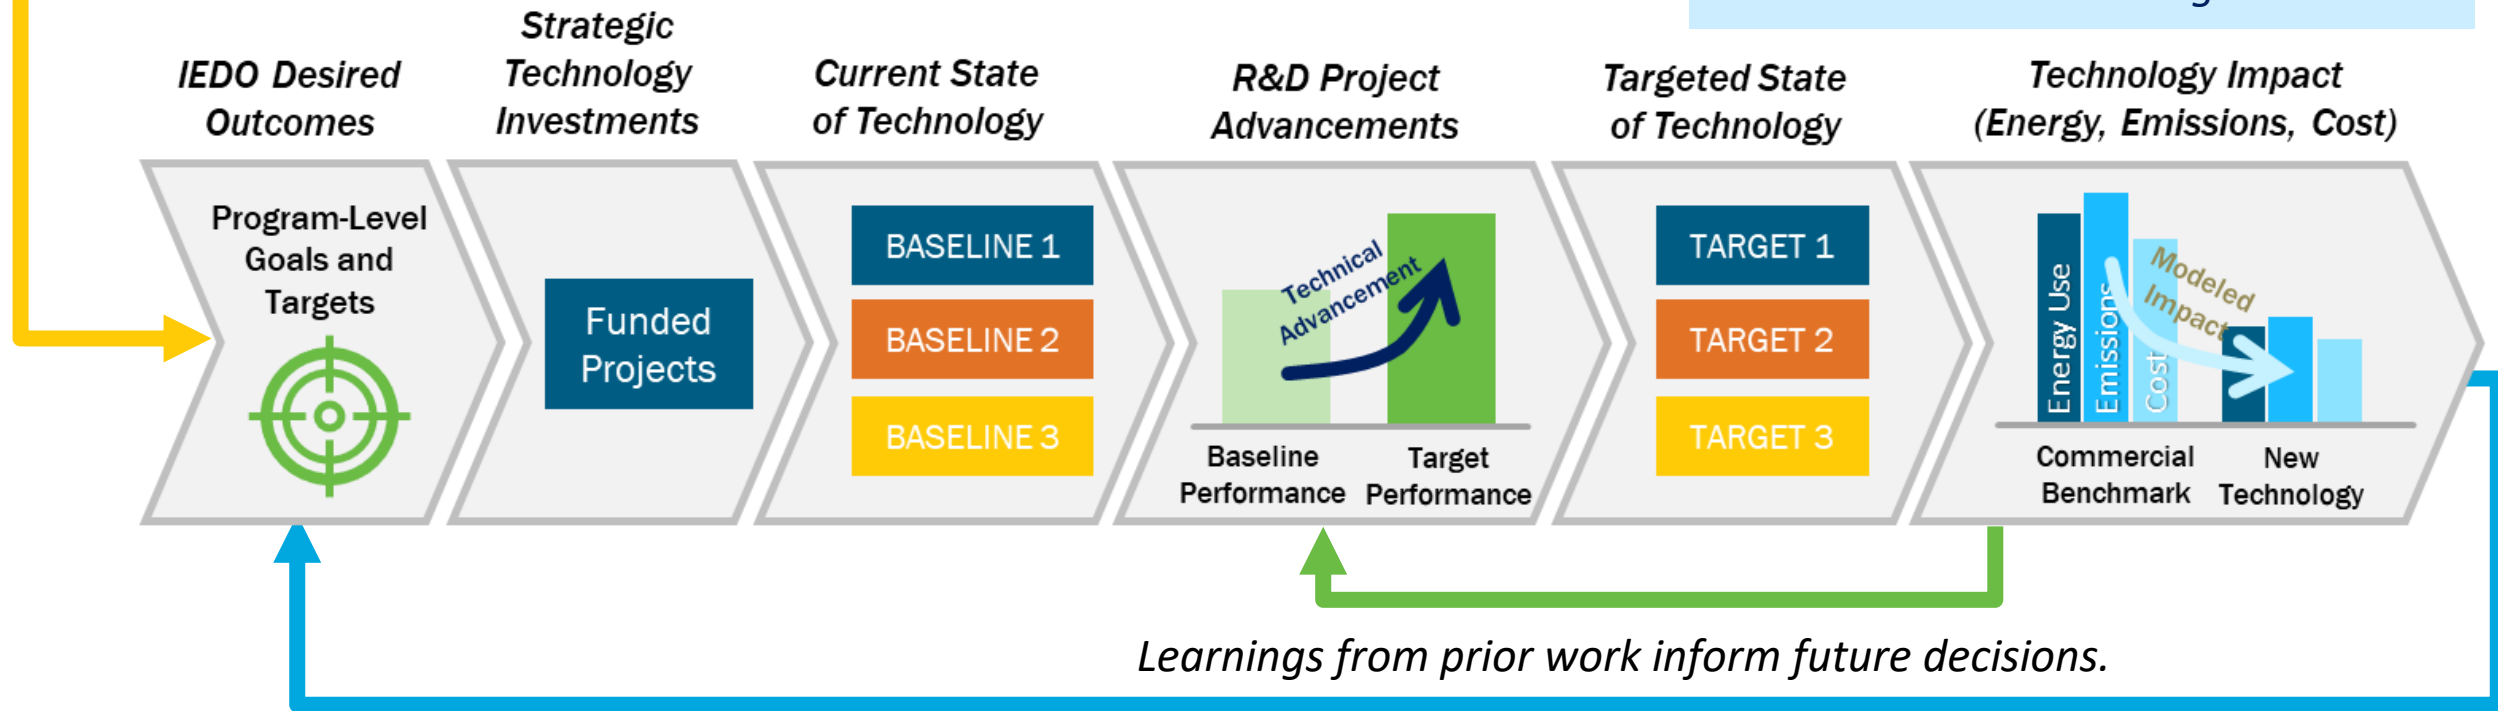 IEDO Desired
Outcomes
Strategic
Technology
Investments
Current State
of Technology
R&D Project
Advancements
Targeted State
of Technology
Technology Impact
(Energy, Emissions, Cost)
Program-Level
Goals and
Targets
Funded
Projects
BASELINE 1
BASELINE 2
BASELINE 3
Technical
Advancement
Baseline
Performance
Target
Performance
TARGET 1
TARGET 2
TARGET 3
Energy Use
Emissions
Cost
Modeled
Impact
Commercial
Benchmark
New
Technology
Learnings from prior work inform future decisions.